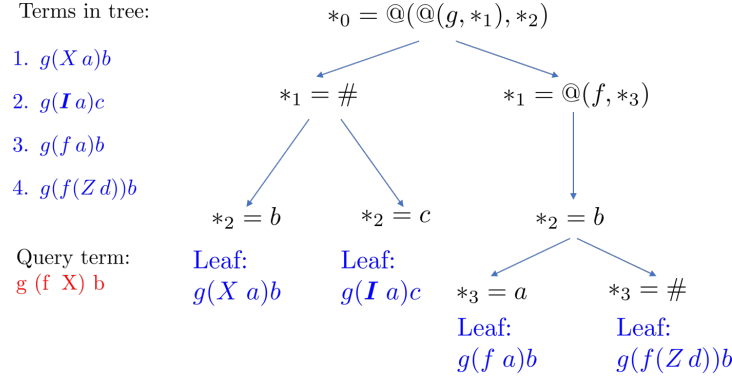 Terms in tree:
1. g(X a)b
2. g(I a)c
3. g(f a)b
4. g(f(Z d))b
Query term:
g (f X) b
*₀ = @(@(g, *₁), *₂)
*₁ = #
*₁ = @(f, *₃)
*₂ = b
*₂ = c
*₂ = b
Leaf:
g(X a)b
Leaf:
g(I a)c
*₃ = a
*₃ = #
Leaf:
g(f a)b
Leaf:
g(f(Z d))b